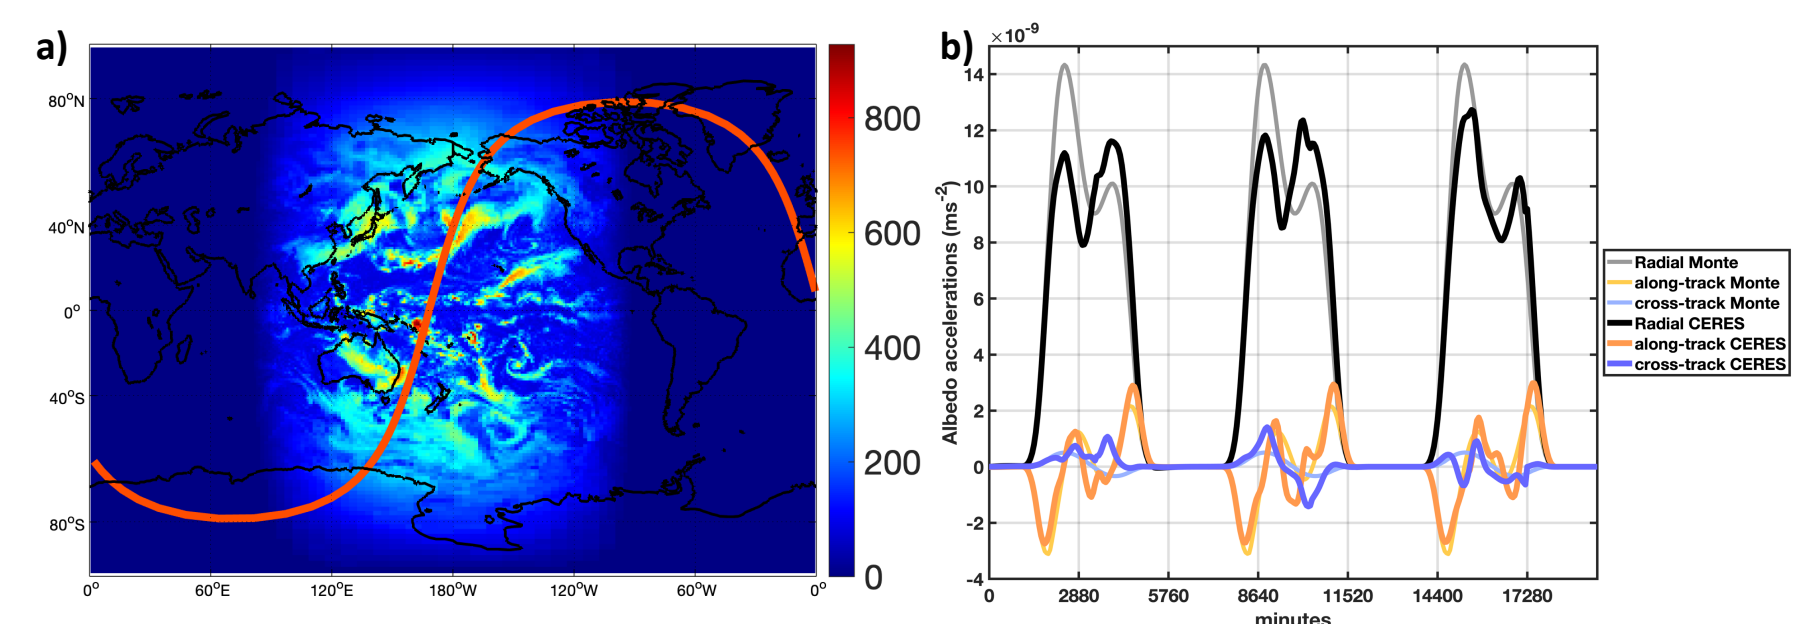 a)
80°N
40°N
0°
40°S
80°S
0°
60°E
120°E
180°W
120°W
60°W
0°
800
600
400
200
0
b)
×10⁻⁹
14
12
10
8
6
4
2
0
-2
-4
Albedo accelerations (ms⁻²)
0
2880
5760
8640
11520
14400
17280
minutes
Radial Monte
along-track Monte
cross-track Monte
Radial CERES
along-track CERES
cross-track CERES